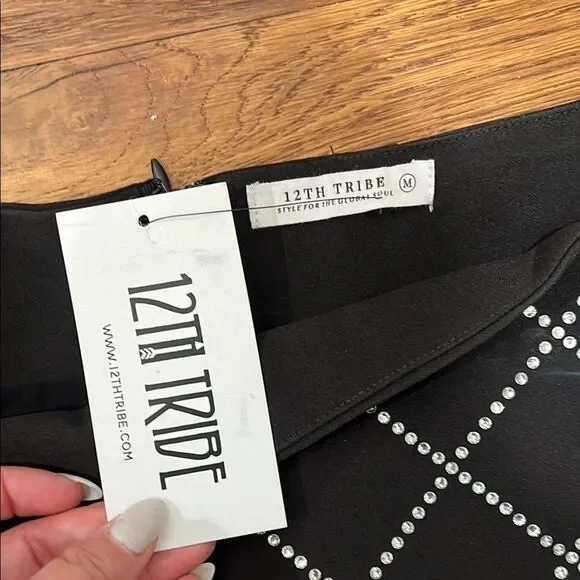 12TH TRIBE
STYLE FOR THE GLOBAL SOUL
M
12TH TRIBE
WWW.12THTRIBE.COM